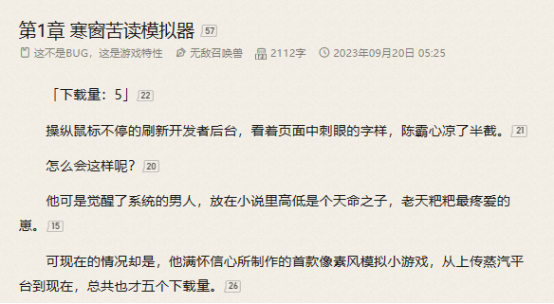 第1章 寒窗苦读模拟器 57
这不是BUG，这是游戏特性 无敌召唤兽 2112字 2023年09月20日 05:25
「下载量：5」 22
操纵鼠标不停的刷新开发者后台，看着页面中刺眼的字样，陈霸心凉了半截。 21
怎么会这样呢？ 20
他可是觉醒了系统的男人，放在小说里高低是个天命之子，老天粑粑最疼爱的
崽。 15
可现在的情况却是，他满怀信心所制作的首款像素风模拟小游戏，从上传蒸汽平
台到现在，总共也才五个下载量。 26